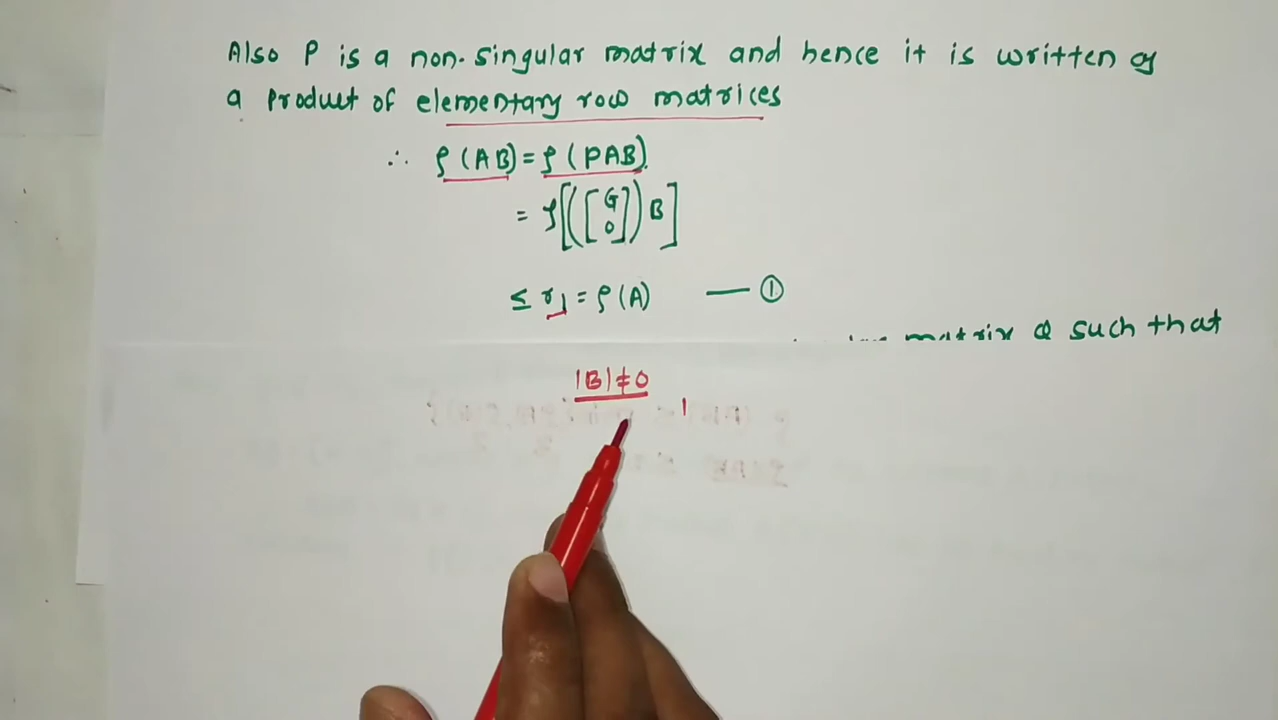 Also P is a non-singular matrix and hence it is written of
a product of elementary row matrices
∴ ρ(AB) = ρ(PAB).
= ρ[([G 0])B]
≤ r1 = ρ(A) — ①
matrix Q such that
|B| ≠ 0